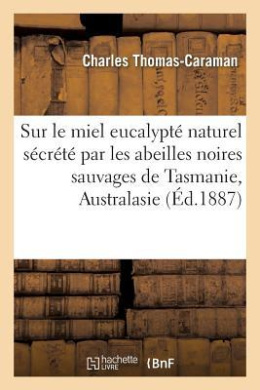 Charles Thomas-Caraman
Sur le miel eucalypté naturel
sécrété par les abeilles noires
sauvages de Tasmanie,
Australasie (Éd.1887)
hachette
LIVRE
{BnF